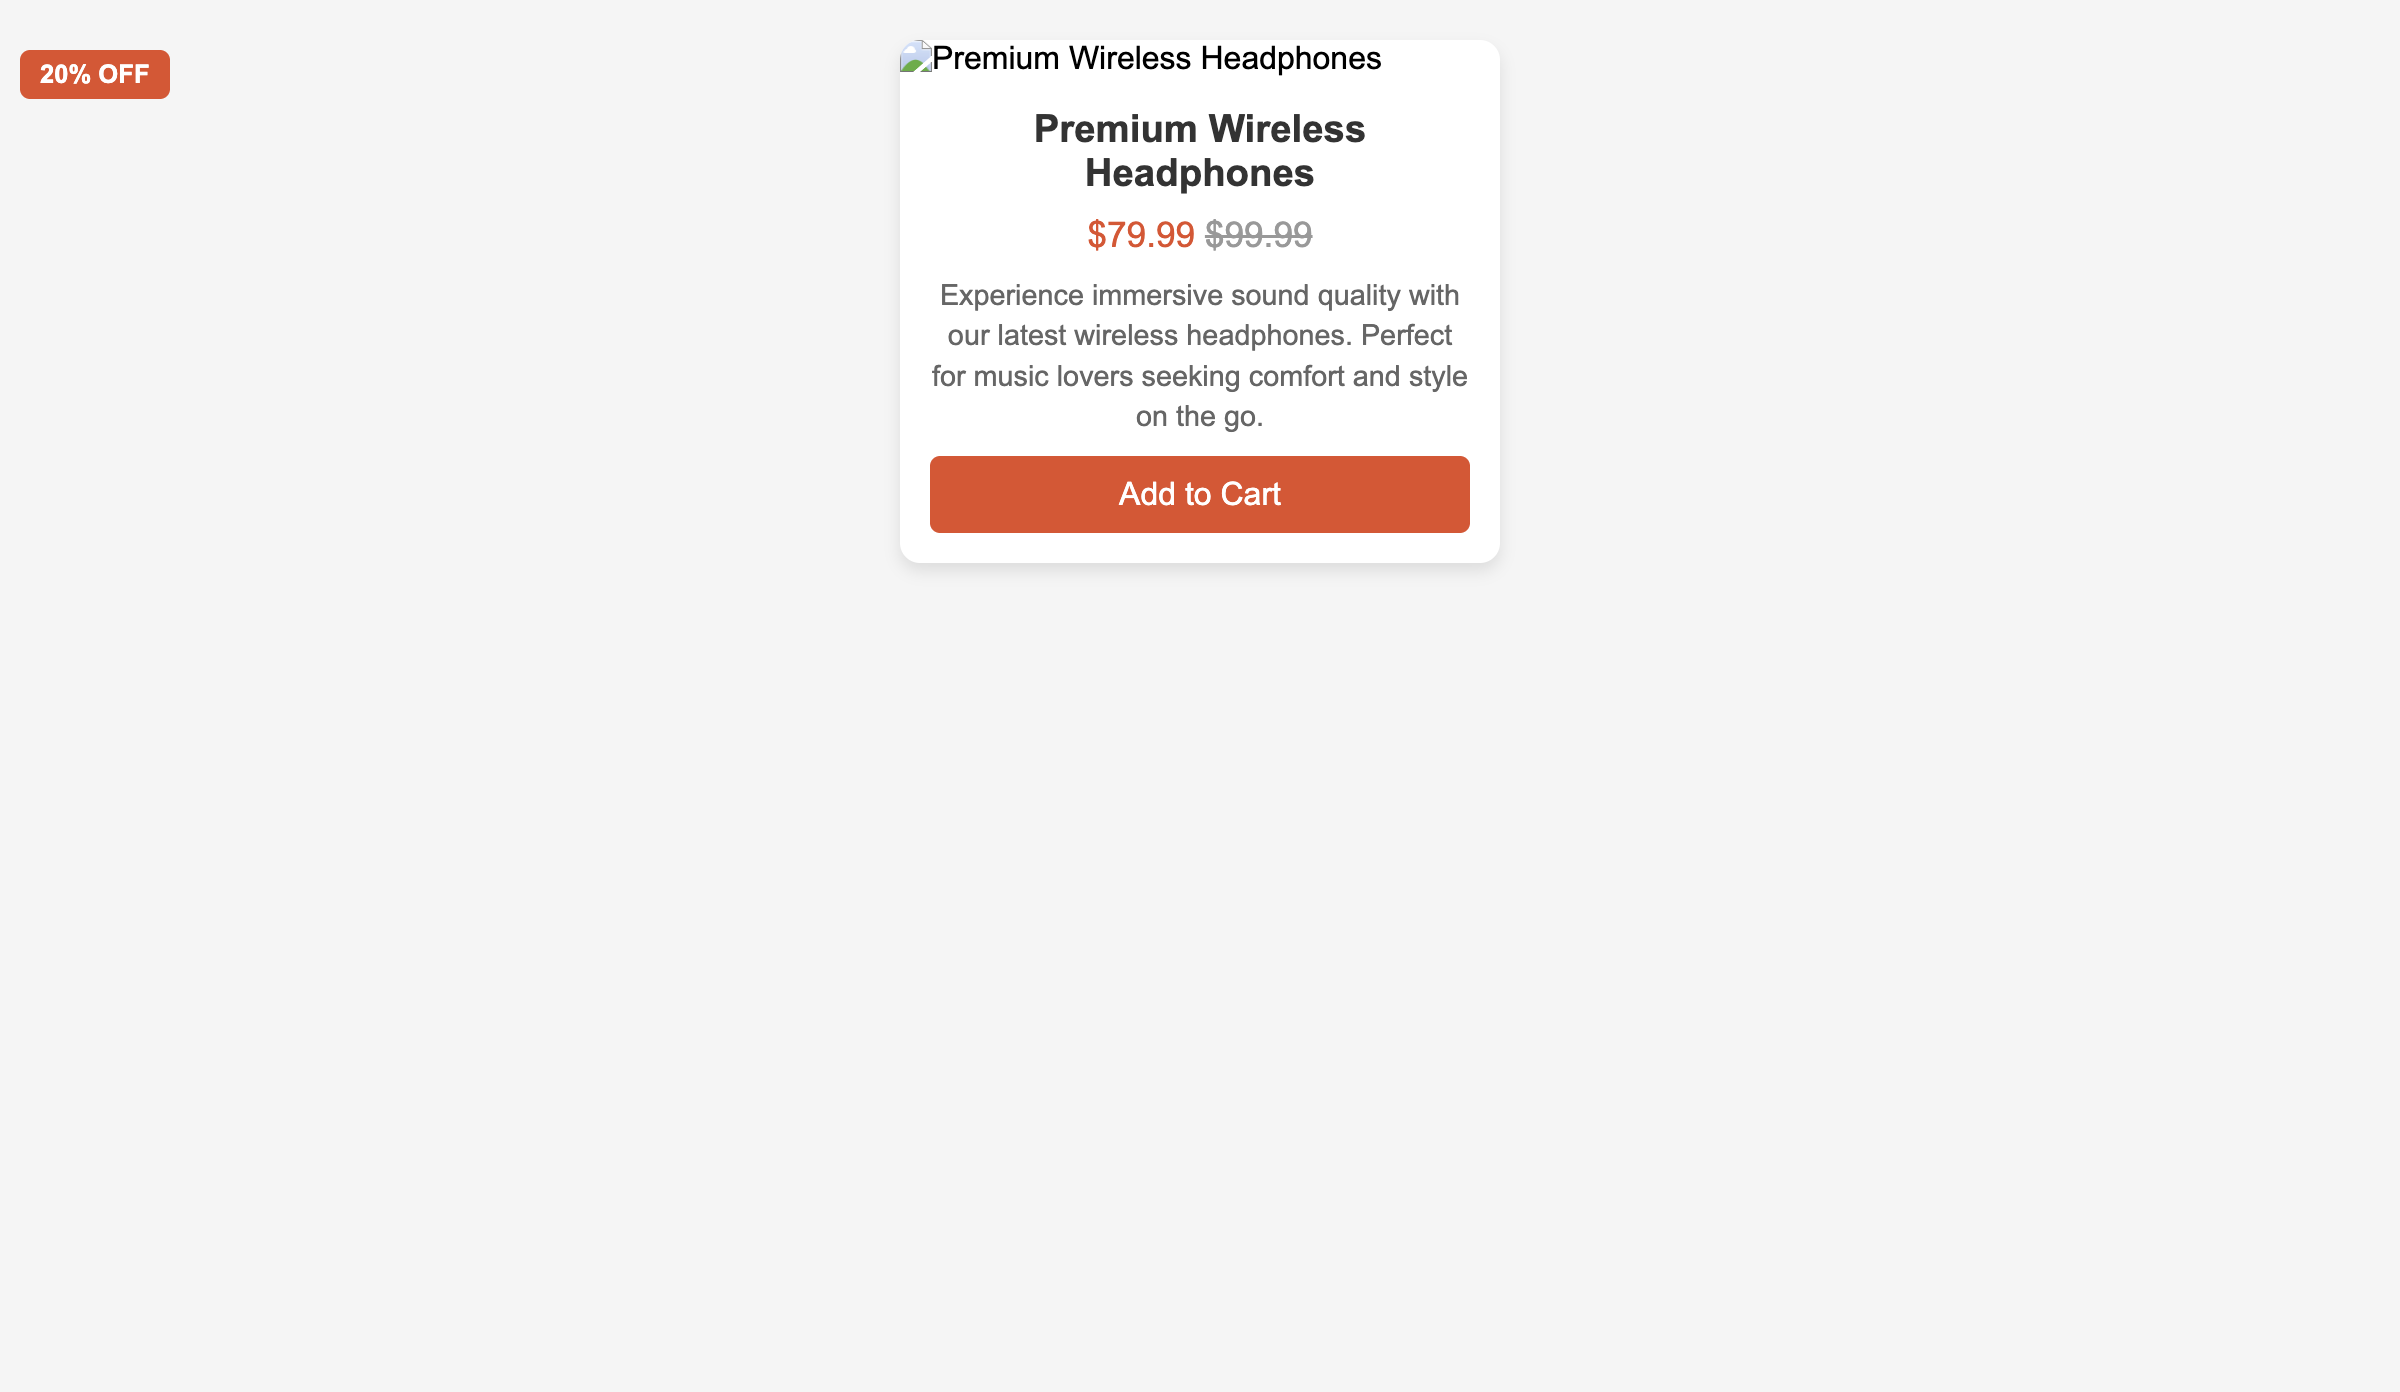 20% OFF
Premium Wireless Headphones
Premium Wireless
Headphones
$79.99 $99.99
Experience immersive sound quality with
our latest wireless headphones. Perfect
for music lovers seeking comfort and style
on the go.
Add to Cart